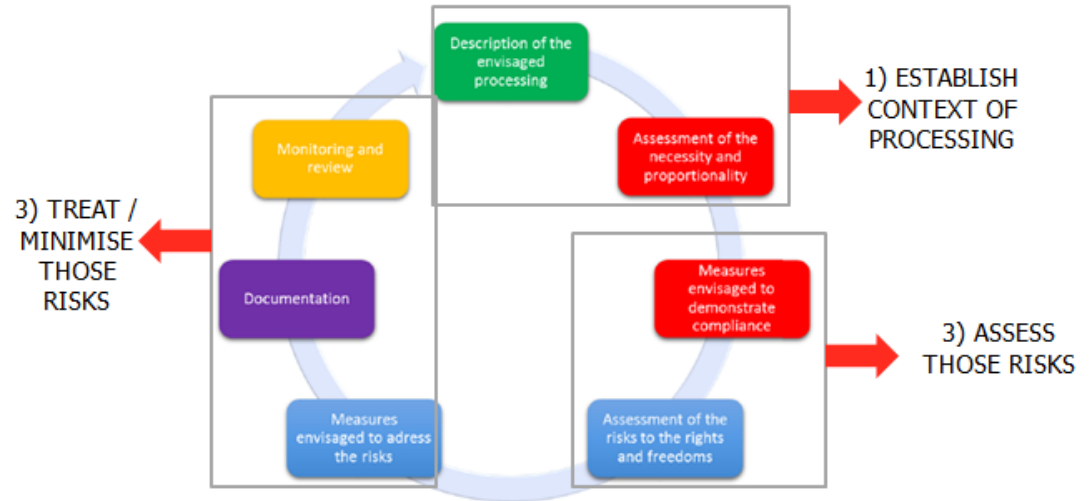 Description of the
envisaged
processing
1) ESTABLISH
CONTEXT OF
PROCESSING
Assessment of the
necessity and
proportionality
Measures
envisaged to
demonstrate
compliance
3) ASSESS
THOSE RISKS
Assessment of the
risks to the rights
and freedoms
Measures
envisaged to adress
the risks
Documentation
Monitoring and
review
3) TREAT /
MINIMISE
THOSE
RISKS